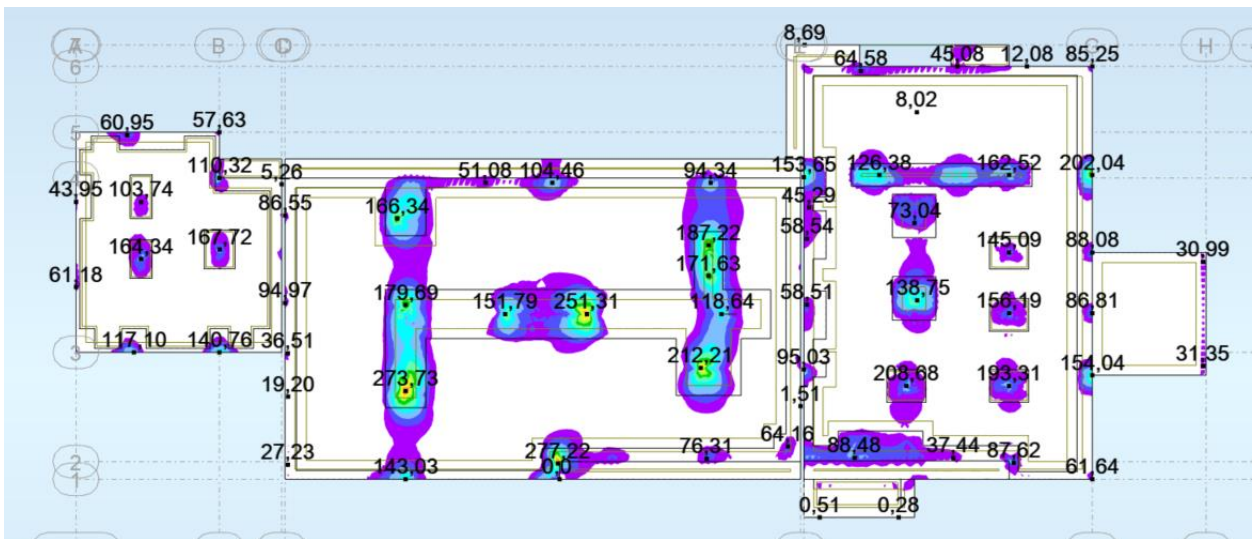 8,69
A B H
6 64,58 45,08 12,08 85,25
8,02
5 60,95 57,63
110,32 5,26 51,08 104,46 94,34 153,65 126,38 162,52 202,04
43,95 103,74 86,55 166,34 45,29 73,04
58,54
164,34 167,72 187,22 145,09 88,08 30,99
171,63
61,18 94,97 179,69 151,79 251,31 118,64 58,51 138,75 156,19 86,81
3 117,10 140,76 36,51 212,21 95,03 154,04 31,35
19,20 273,73 1,51 208,68 193,31
2 27,23 143,03 277,22 76,31 64,16 88,48 37,44 87,62 61,64
1 0,0
0,51 0,28